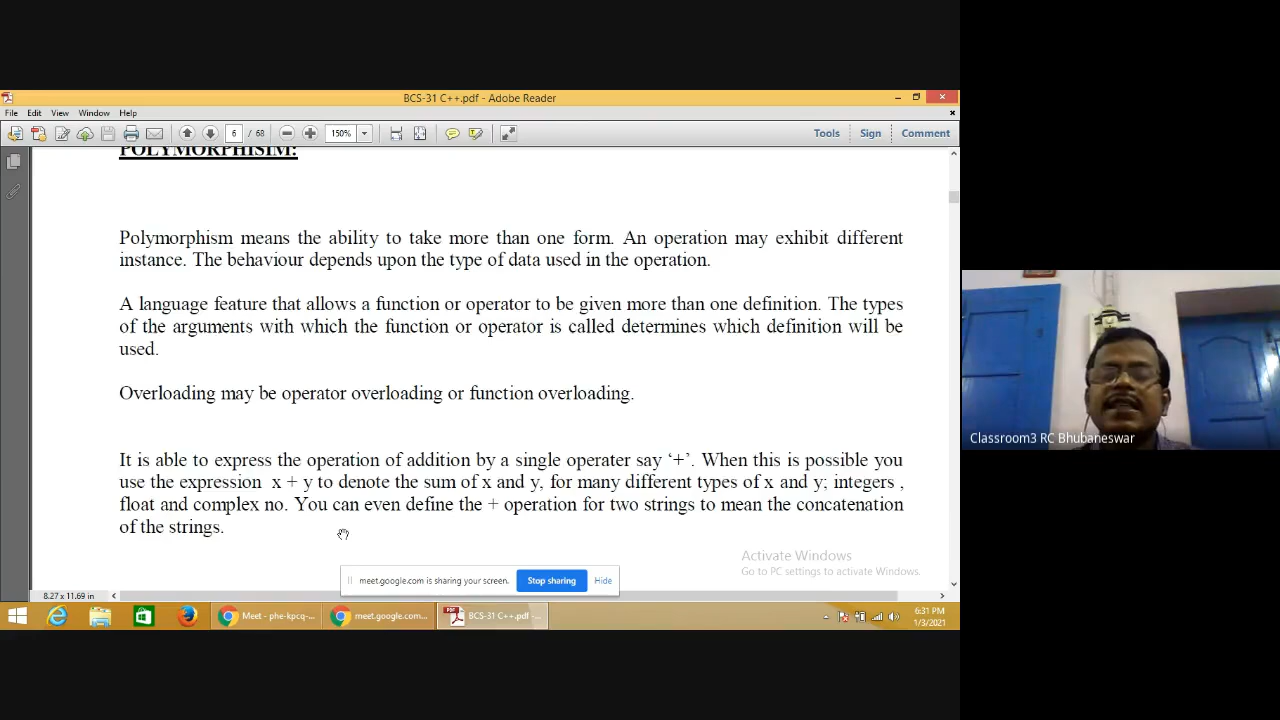 BCS-31 C++.pdf - Adobe Reader
File Edit View Window Help
6 / 68 150% Tools Sign Comment
POLYMORPHISIM:
Polymorphism means the ability to take more than one form. An operation may exhibit different
instance. The behaviour depends upon the type of data used in the operation.
A language feature that allows a function or operator to be given more than one definition. The types
of the arguments with which the function or operator is called determines which definition will be
used.
Overloading may be operator overloading or function overloading.
It is able to express the operation of addition by a single operater say ‘+’. When this is possible you
use the expression x + y to denote the sum of x and y, for many different types of x and y; integers ,
float and complex no. You can even define the + operation for two strings to mean the concatenation
of the strings.
Classroom3 RC Bhubaneswar
Activate Windows
Go to PC settings to activate Windows.
meet.google.com is sharing your screen. Stop sharing Hide
8.27 x 11.69 in
Meet - phe-kpcq-... meet.google.com... BCS-31 C++.pdf -... 6:31 PM
1/3/2021